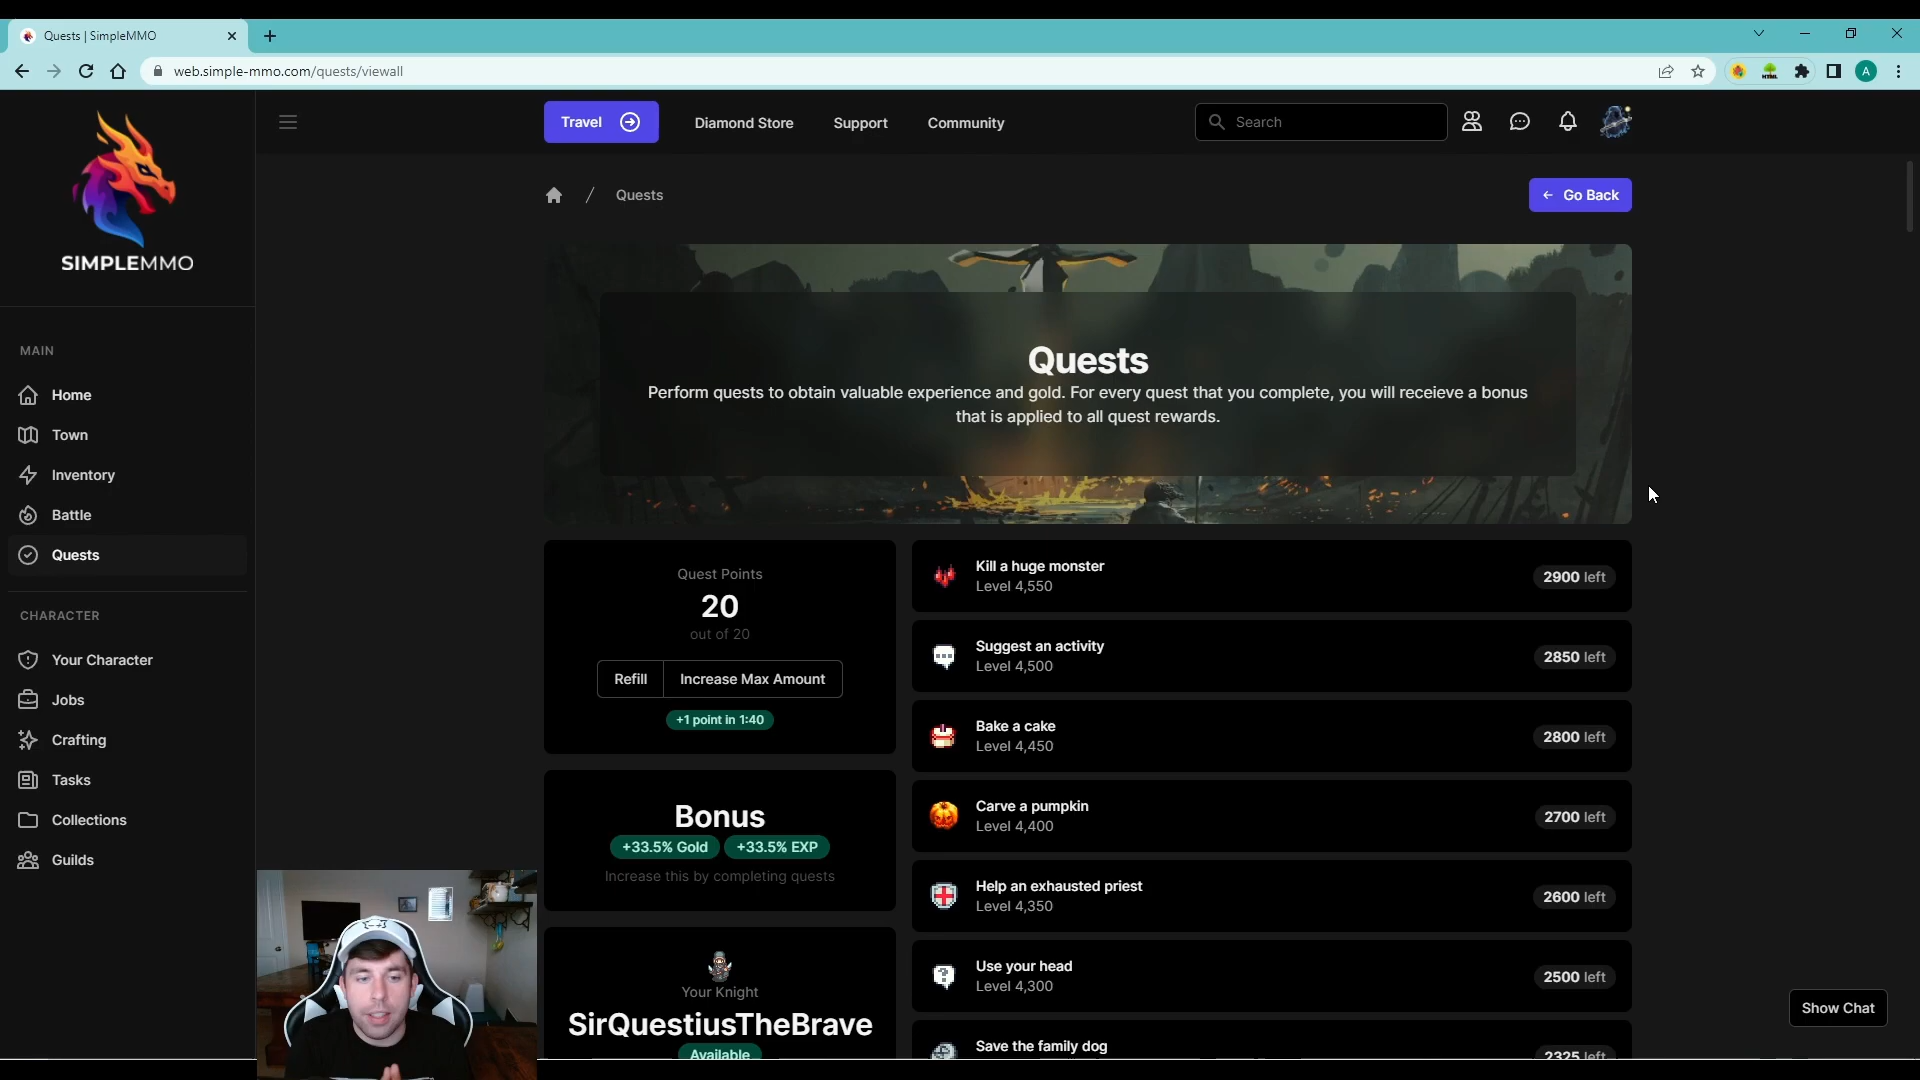 Quests | SimpleMMO
web.simple-mmo.com/quests/viewall
A
SIMPLEMMO
Travel
Diamond Store
Support
Community
Search
Quests
Go Back
MAIN
Home
Town
Inventory
Battle
Quests
CHARACTER
Your Character
Jobs
Crafting
Tasks
Collections
Guilds
Quests
Perform quests to obtain valuable experience and gold. For every quest that you complete, you will receieve a bonus
that is applied to all quest rewards.
Quest Points
20
out of 20
Refill
Increase Max Amount
+1 point in 1:40
Bonus
+33.5% Gold
+33.5% EXP
Increase this by completing quests
Your Knight
SirQuestiusTheBrave
Available
Kill a huge monster
Level 4,550
2900 left
Suggest an activity
Level 4,500
2850 left
Bake a cake
Level 4,450
2800 left
Carve a pumpkin
Level 4,400
2700 left
Help an exhausted priest
Level 4,350
2600 left
Use your head
Level 4,300
2500 left
Save the family dog
2325 left
Show Chat